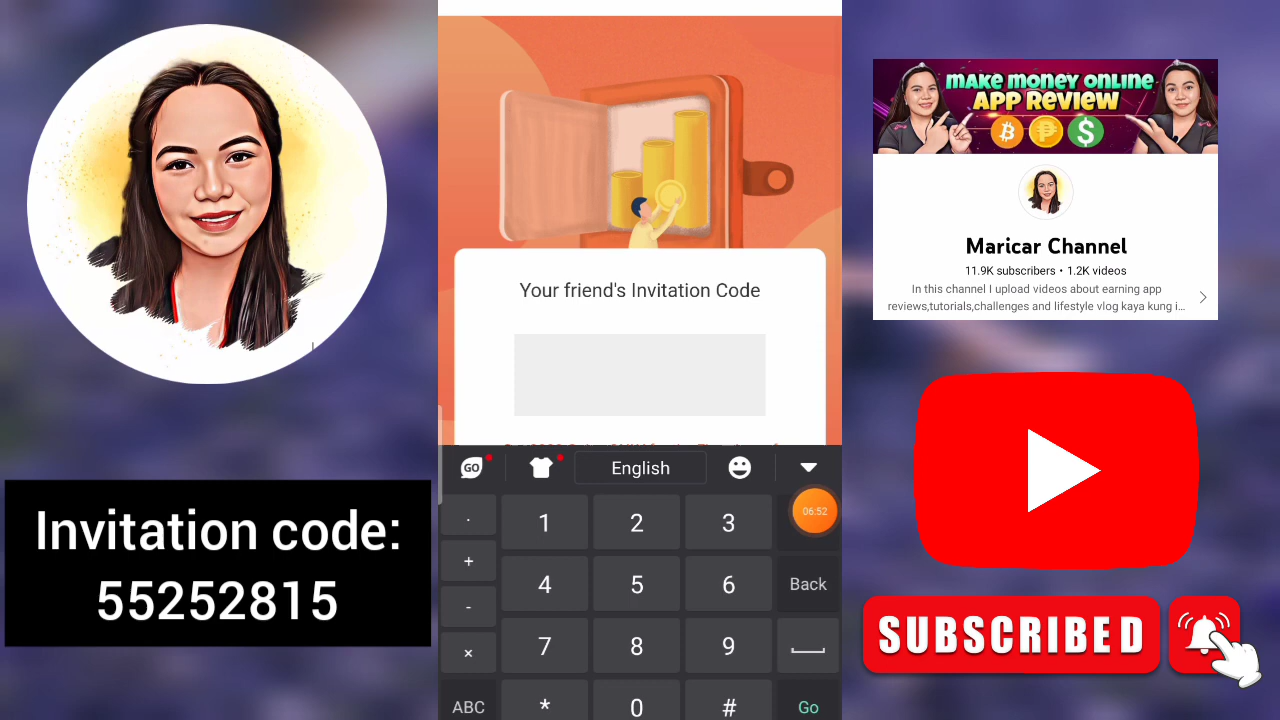 Invitation code:
55252815
Your friend's Invitation Code
GO
English
06:52
.
1
2
3
+
4
5
6
Back
-
7
8
9
×
ABC
*
0
#
Go
MAKE MONEY ONLINE
APP REVIEW
Maricar Channel
11.9K subscribers • 1.2K videos
In this channel I upload videos about earning app
reviews,tutorials,challenges and lifestyle vlog kaya kung i...
SUBSCRIBED